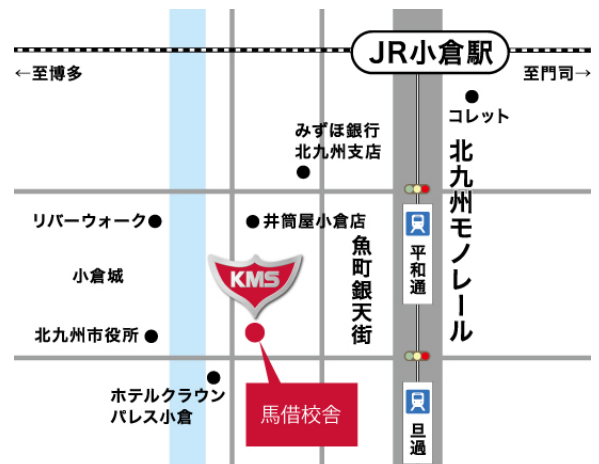 JR小倉駅
←至博多
至門司→
コレット
みずほ銀行
北九州支店
北九州モノレール
リバーウォーク
井筒屋小倉店
魚町銀天街
平和通
小倉城
KMS
北九州市役所
ホテルクラウン
パレス小倉
馬借校舎
旦過